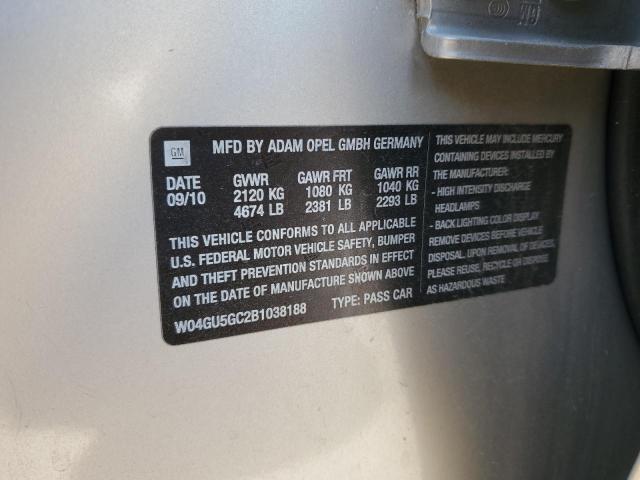 GM
MFD BY ADAM OPEL GMBH GERMANY
DATE GVWR GAWR FRT GAWR RR
09/10 2120 KG 1080 KG 1040 KG
4674 LB 2381 LB 2293 LB
THIS VEHICLE CONFORMS TO ALL APPLICABLE
U.S. FEDERAL MOTOR VEHICLE SAFETY, BUMPER
AND THEFT PREVENTION STANDARDS IN EFFECT
ON THE DATE OF MANUFACTURE SHOWN ABOVE
W04GU5GC2B1038188 TYPE: PASS CAR
THIS VEHICLE MAY INCLUDE MERCURY
CONTAINING DEVICES INSTALLED BY
THE MANUFACTURER:
- HIGH INTENSITY DISCHARGE
HEADLAMPS
- BACK LIGHTING COLOR DISPLAY
REMOVE DEVICES BEFORE VEHICLE
DISPOSAL. UPON REMOVAL OF DEVICES,
PLEASE REUSE, RECYCLE OR DISPOSE
AS HAZARDOUS WASTE